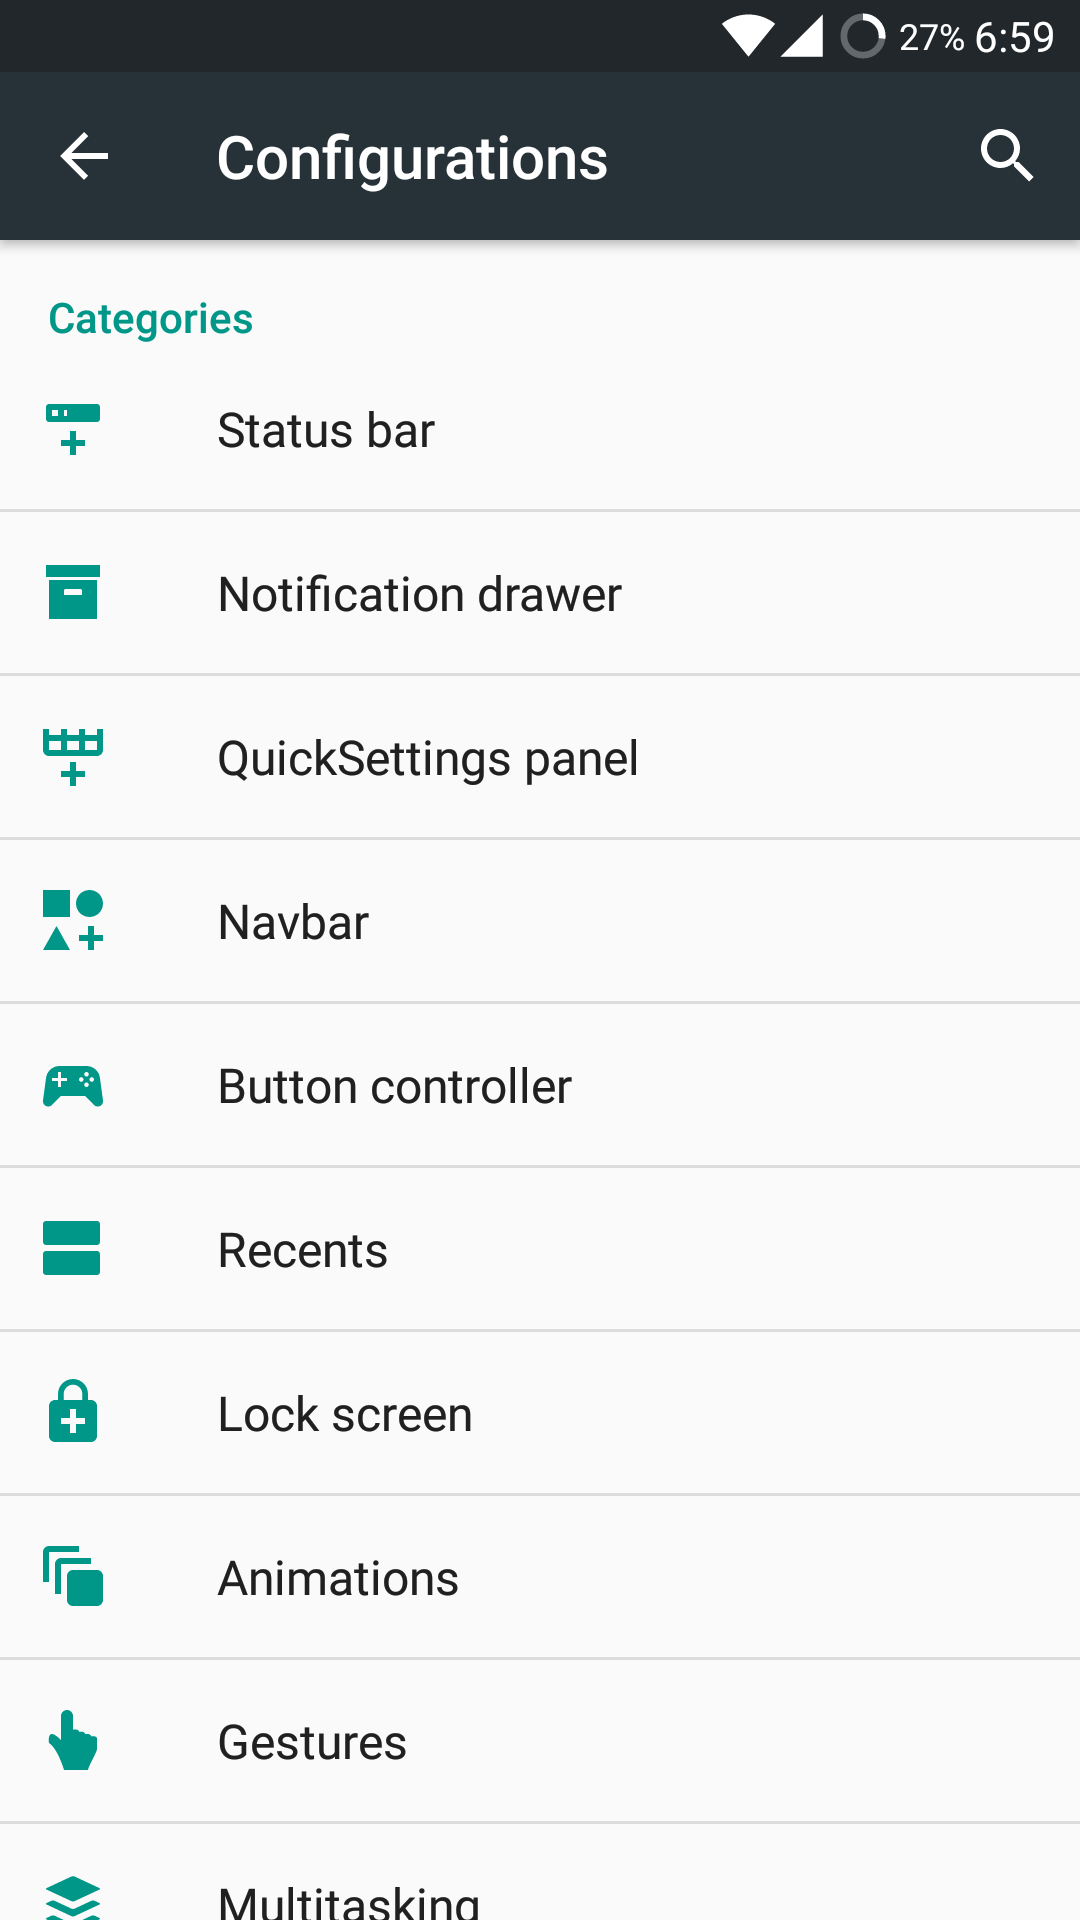 27% 6:59
Configurations
Categories
Status bar
Notification drawer
QuickSettings panel
Navbar
Button controller
Recents
Lock screen
Animations
Gestures
Multitasking